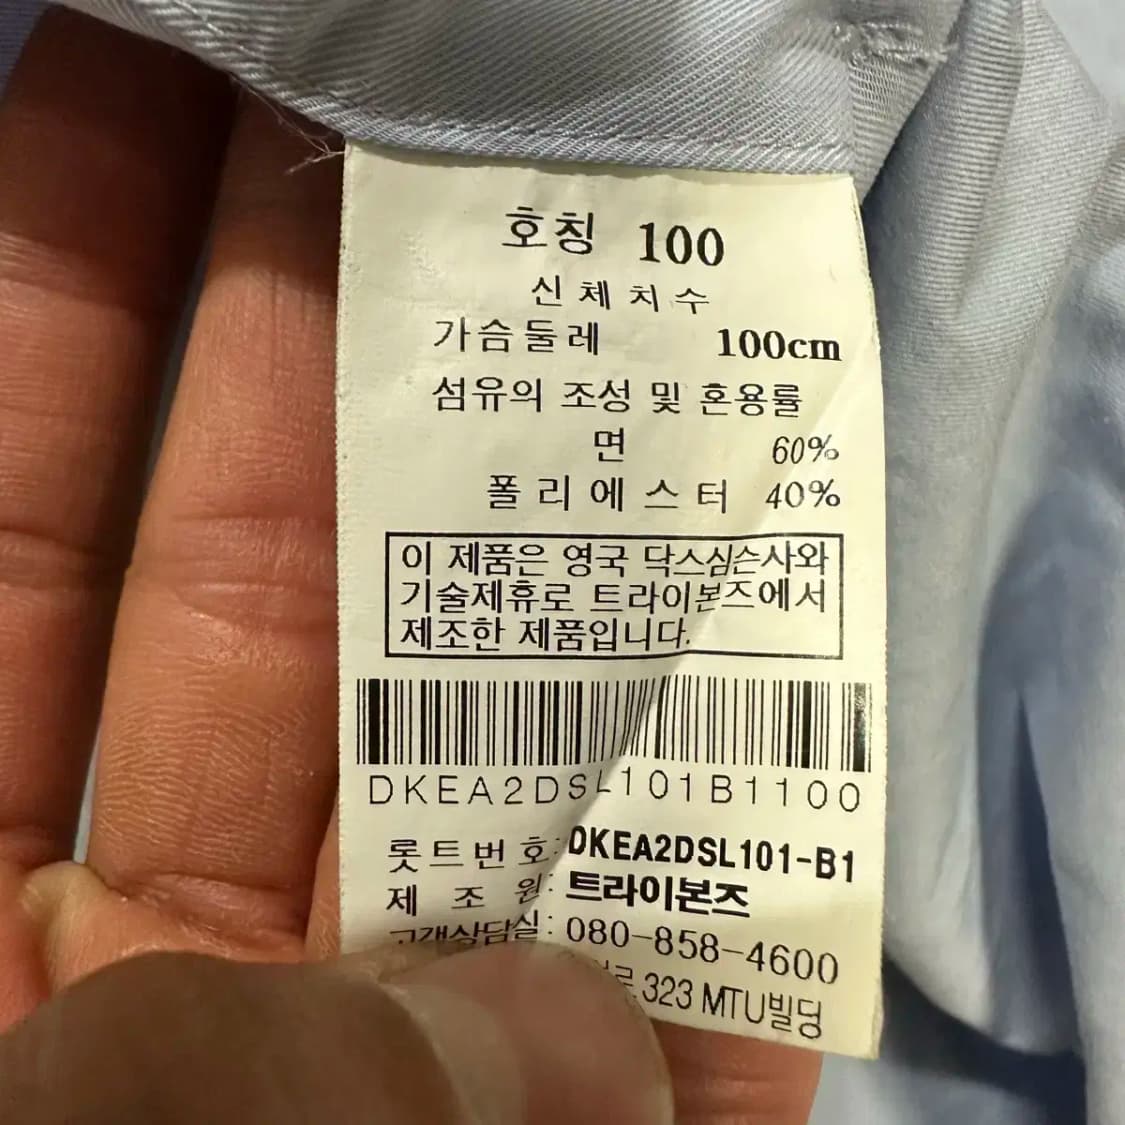 호칭 100
신체치수
가슴둘레 100cm
섬유의 조성 및 혼용률
면 60%
폴리에스터 40%
이 제품은 영국 닥스심슨사와
기술제휴로 트라이본즈에서
제조한 제품입니다.
DKEA2DSL101B1100
롯트번호: DKEA2DSL101-B1
제조원: 트라이본즈
고객상담실: 080-858-4600
323 MTU빌딩